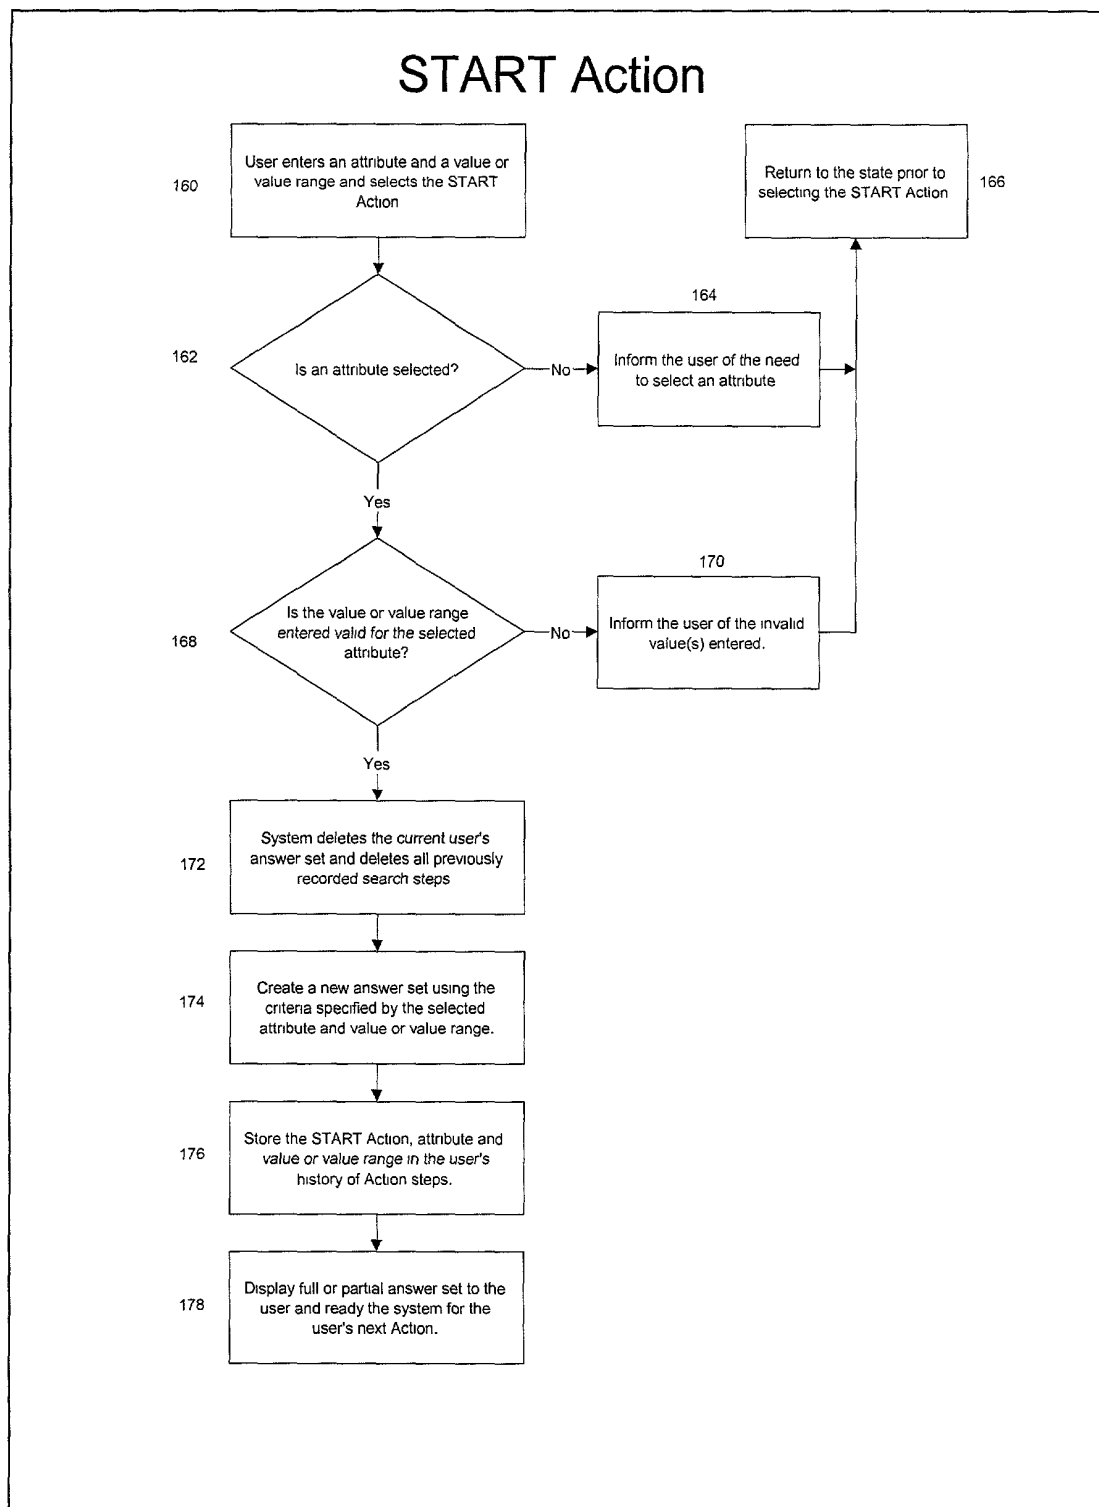 START Action
160
User enters an attribute and a value or
value range and selects the START
Action
Return to the state prior to
selecting the START Action
166
162
Is an attribute selected?
No
164
Inform the user of the need
to select an attribute
Yes
168
Is the value or value range
entered valid for the selected
attribute?
No
170
Inform the user of the invalid
value(s) entered.
Yes
172
System deletes the current user's
answer set and deletes all previously
recorded search steps
174
Create a new answer set using the
criteria specified by the selected
attribute and value or value range.
176
Store the START Action, attribute and
value or value range in the user's
history of Action steps.
178
Display full or partial answer set to the
user and ready the system for the
user's next Action.